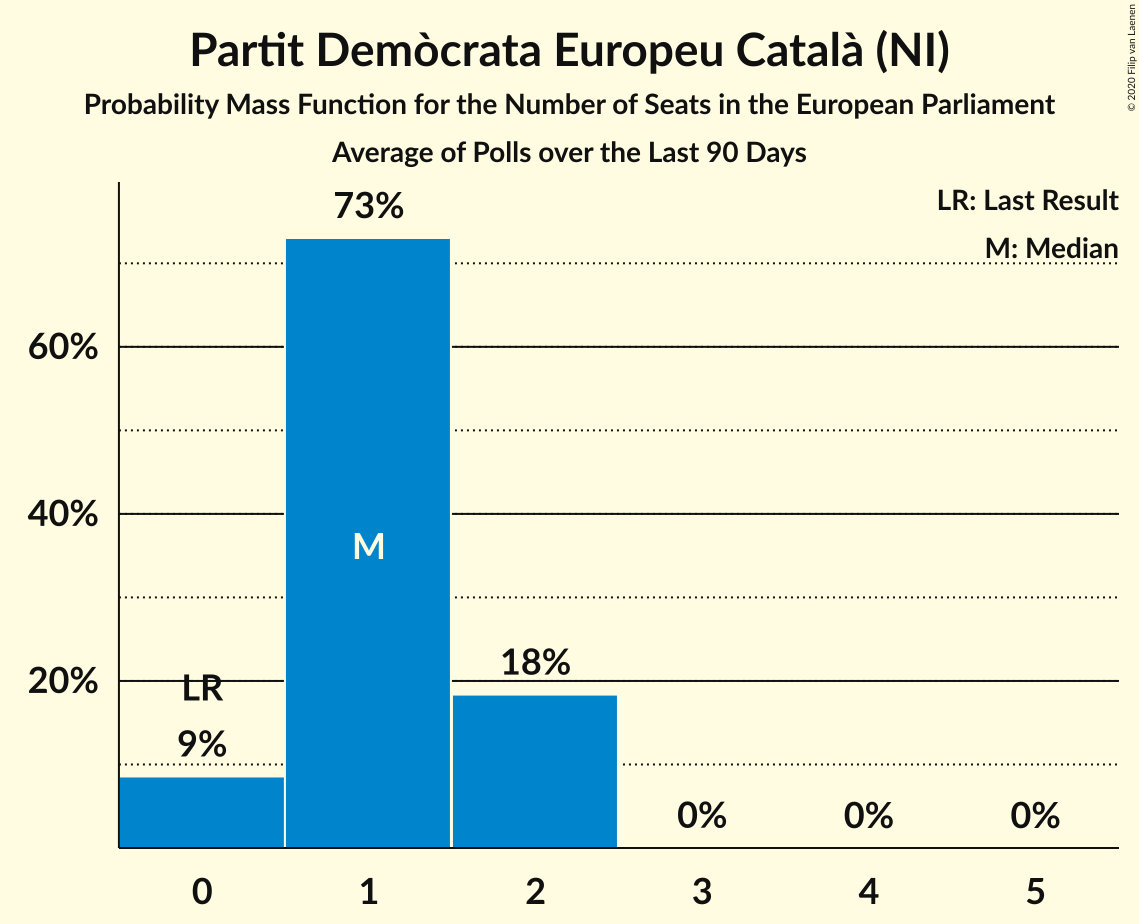 Partit Demòcrata Europeu Català (NI)
Probability Mass Function for the Number of Seats in the European Parliament
Average of Polls over the Last 90 Days
© 2020 Filip van Laenen
LR: Last Result
M: Median
73%
60%
40%
20%
M
LR
9%
18%
0%
0%
0%
0
1
2
3
4
5